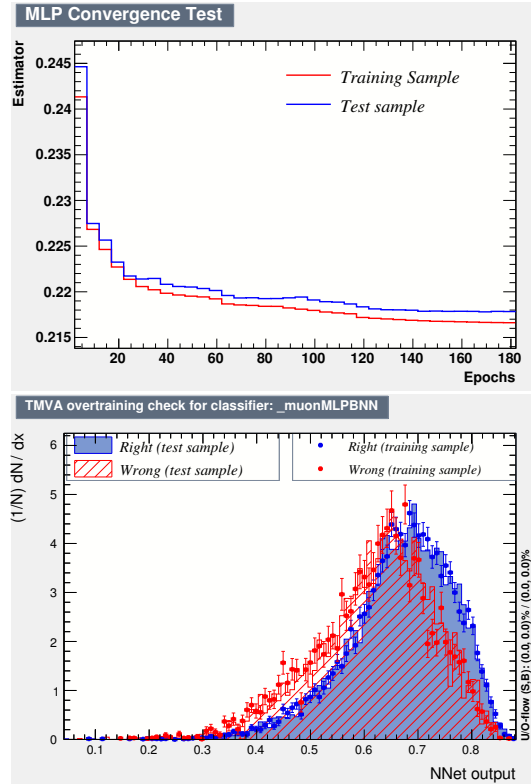 MLP Convergence Test
Estimator
0.245
0.24
0.235
0.23
0.225
0.22
0.215
Training Sample
Test sample
20 40 60 80 100 120 140 160 180
Epochs
TMVA overtraining check for classifier: _muonMLPBNN
(1/N) dN / dx
6
5
4
3
2
1
0
Right (test sample)
Wrong (test sample)
Right (training sample)
Wrong (training sample)
0.1 0.2 0.3 0.4 0.5 0.6 0.7 0.8
NNet output
U/O-flow (S,B): (0.0, 0.0)% / (0.0, 0.0)%